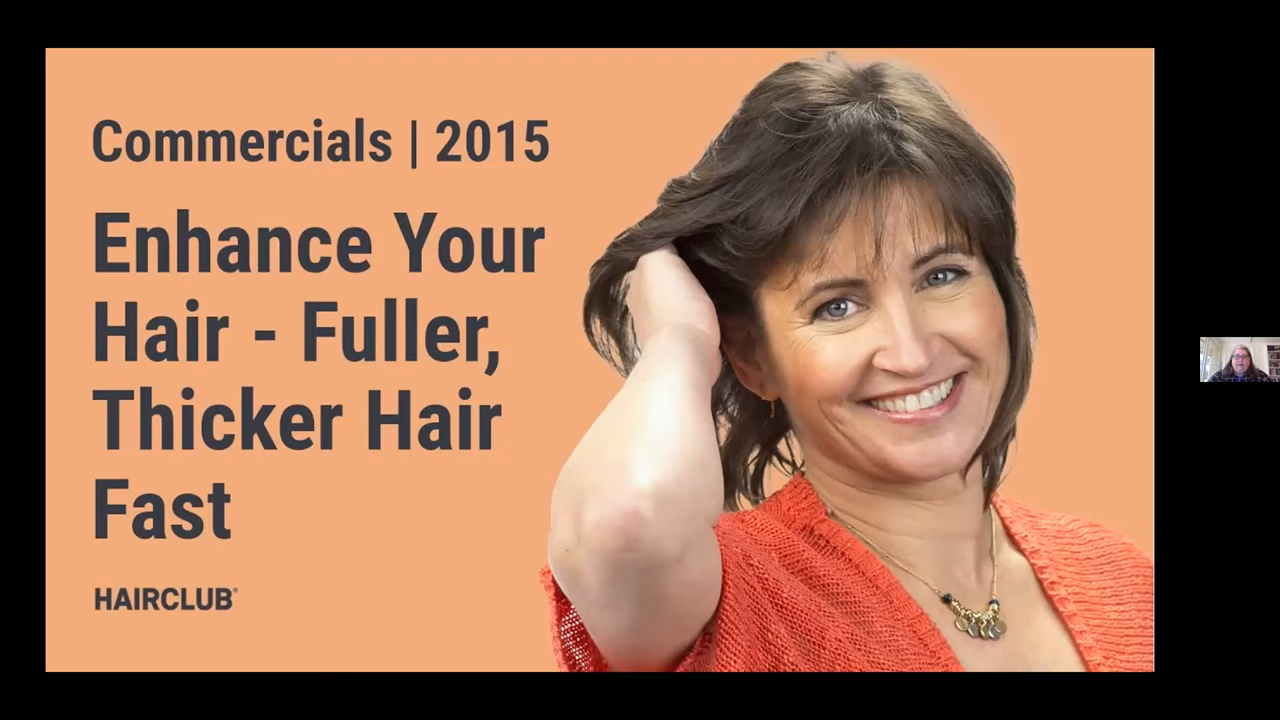 Commercials | 2015
Enhance Your
Hair - Fuller,
Thicker Hair
Fast
HAIRCLUB®